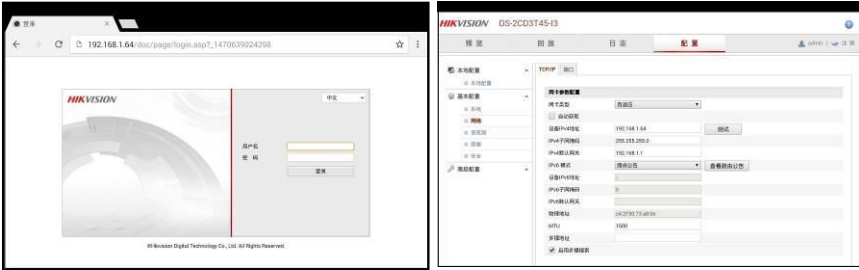 登录
192.168.1.64/doc/page/login.asp?_1470639024298
HIKVISION
中文
用户名
密 码
登录
Hikvision Digital Technology Co., Ltd. All Rights Reserved.
HIKVISION DS-2CD3T45-I3
预 览 回 放 日 志 配 置 admin
本地配置
本地配置
基本配置
系统
网络
音视频
图像
安全
高级配置
TCP/IP 端口
网卡参数配置
网卡类型 自适应
自动获取
设备IPv4地址 192.168.1.64 测试
IPv4子网掩码 255.255.255.0
IPv4默认网关 192.168.1.1
IPv6 模式 路由公告 查看路由公告
设备IPv6地址 ::
IPv6子网掩码 0
IPv6默认网关
物理地址
MTU 1500
多播地址
启用多播搜索